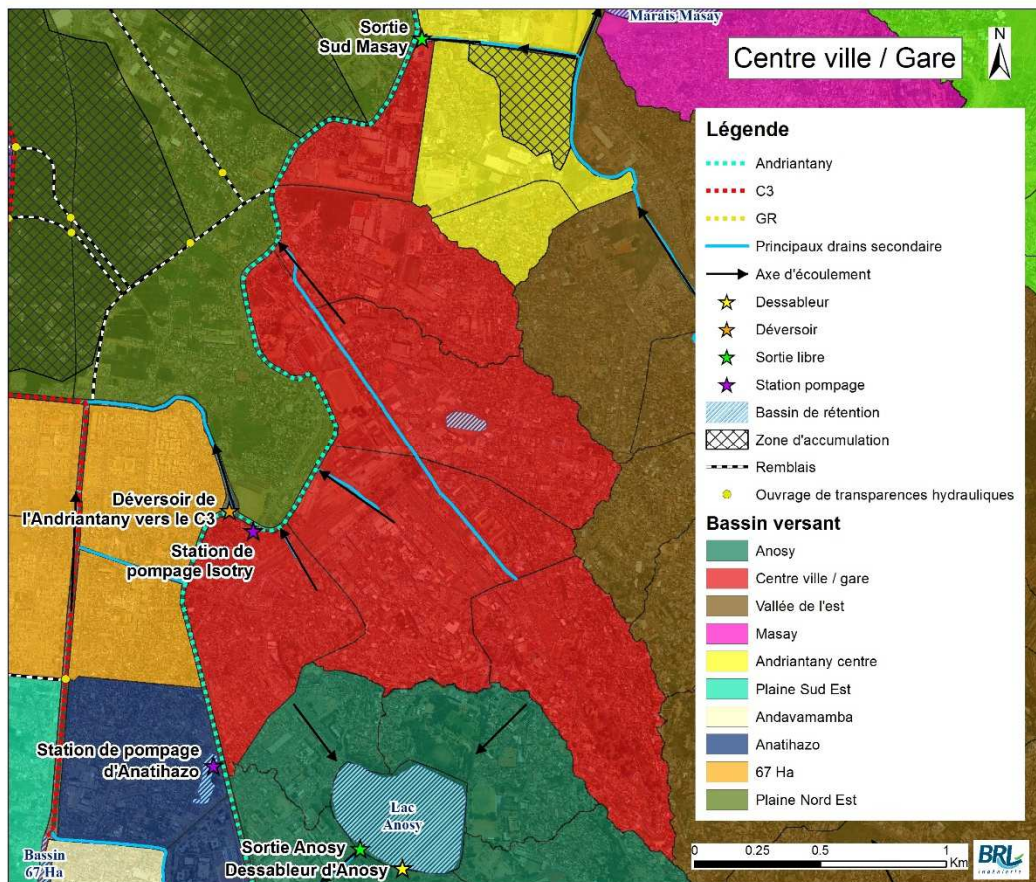 Marais Masay
Sortie
Sud Masay
N
Centre ville / Gare
Légende
Andriantany
C3
GR
Principaux drains secondaire
Axe d'écoulement
Dessableur
Déversoir
Sortie libre
Station pompage
Bassin de rétention
Zone d'accumulation
Remblais
Ouvrage de transparences hydrauliques
Bassin versant
Anosy
Centre ville / gare
Vallée de l'est
Masay
Andriantany centre
Plaine Sud Est
Andavamamba
Anatihazo
67 Ha
Plaine Nord Est
Déversoir de
l'Andriantany vers le C3
Station de
pompage Isotry
Station de pompage
d'Anatihazo
Lac
Anosy
Sortie Anosy
Dessableur d'Anosy
Bassin
67 Ha
0 0.25 0.5 1
Km
BRL
ingénierie